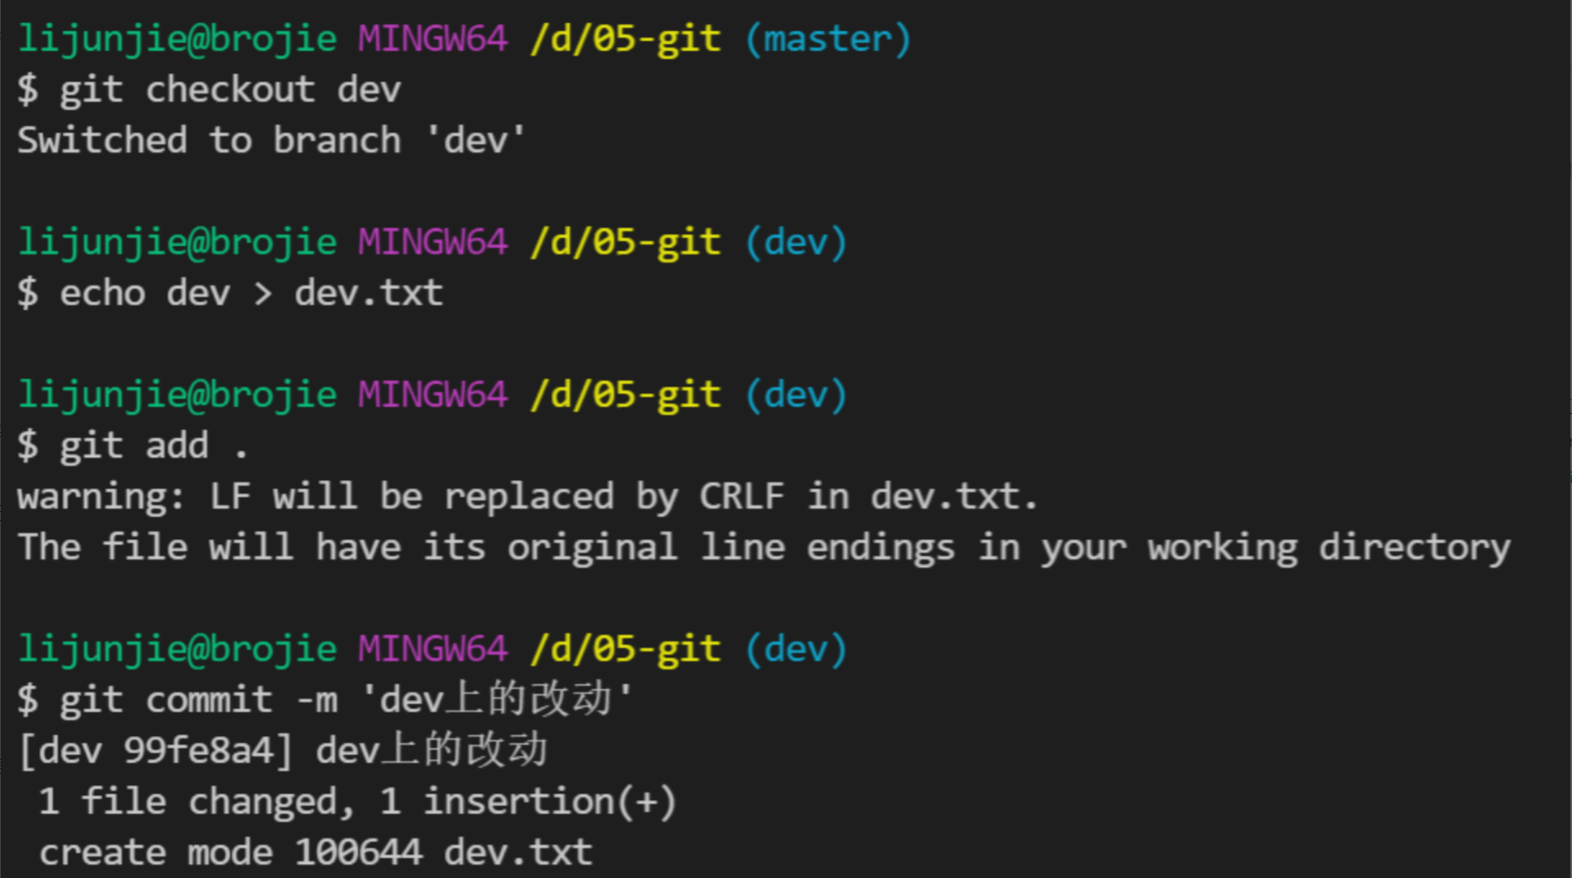 lijunjie@brojie MINGW64 /d/05-git (master)
$ git checkout dev
Switched to branch 'dev'
lijunjie@brojie MINGW64 /d/05-git (dev)
$ echo dev > dev.txt
lijunjie@brojie MINGW64 /d/05-git (dev)
$ git add .
warning: LF will be replaced by CRLF in dev.txt.
The file will have its original line endings in your working directory
lijunjie@brojie MINGW64 /d/05-git (dev)
$ git commit -m 'dev上的改动'
[dev 99fe8a4] dev上的改动
 1 file changed, 1 insertion(+)
 create mode 100644 dev.txt